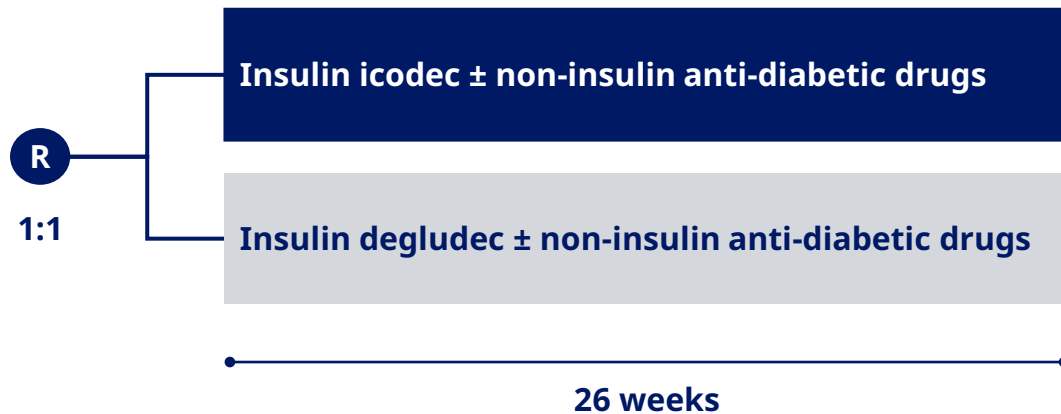 Insulin icodec ± non-insulin anti-diabetic drugs
R
1:1
Insulin degludec ± non-insulin anti-diabetic drugs
26 weeks